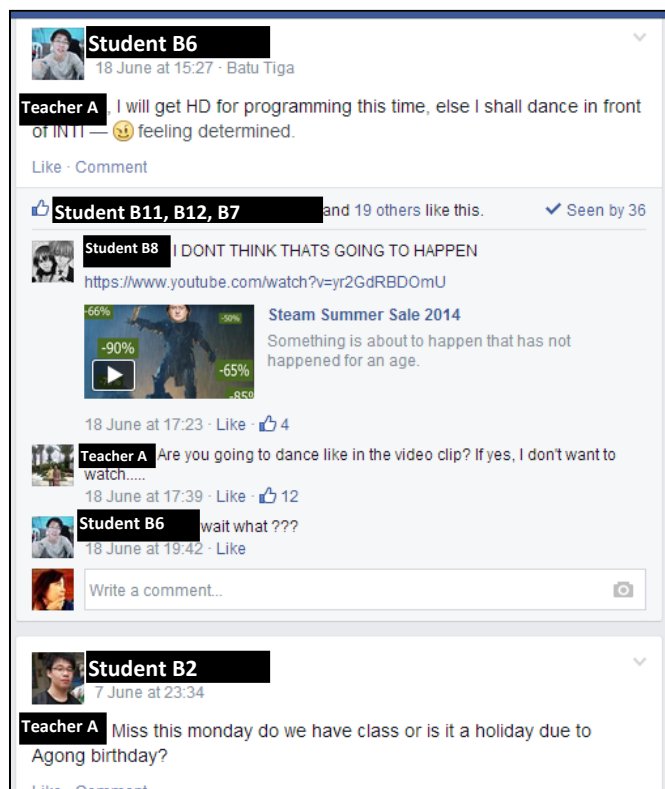 Student B6
18 June at 15:27 · Batu Tiga
Teacher A , I will get HD for programming this time, else I shall dance in front
of INTI — feeling determined.
Like · Comment
Student B11, B12, B7 and 19 others like this. Seen by 36
Student B8 I DONT THINK THATS GOING TO HAPPEN
https://www.youtube.com/watch?v=yr2GdRBDOmU
-66%
-50%
-90%
-65%
-85%
Steam Summer Sale 2014
Something is about to happen that has not
happened for an age.
18 June at 17:23 · Like · 4
Teacher A Are you going to dance like in the video clip? If yes, I don't want to
watch.....
18 June at 17:39 · Like · 12
Student B6 wait what ???
18 June at 19:42 · Like
Write a comment...
Student B2
7 June at 23:34
Teacher A Miss this monday do we have class or is it a holiday due to
Agong birthday?
Like · Comment